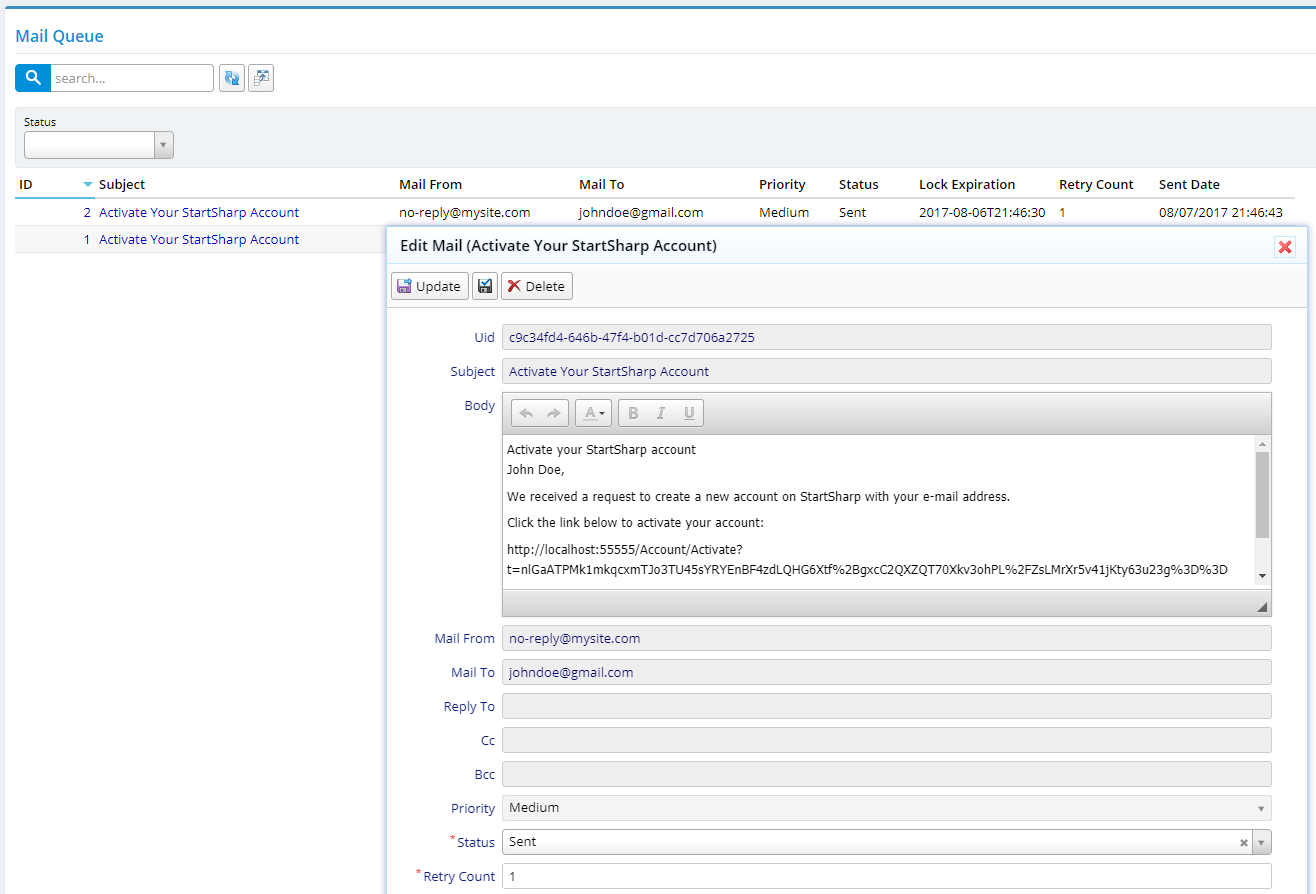 Mail Queue
search...
Status
ID Subject Mail From Mail To Priority Status Lock Expiration Retry Count Sent Date
2 Activate Your StartSharp Account no-reply@mysite.com johndoe@gmail.com Medium Sent 2017-08-06T21:46:30 1 08/07/2017 21:46:43
1 Activate Your StartSharp Account
Edit Mail (Activate Your StartSharp Account)
Update Delete
Uid c9c34fd4-646b-47f4-b01d-cc7d706a2725
Subject Activate Your StartSharp Account
Body
A B I U
Activate your StartSharp account
John Doe,
We received a request to create a new account on StartSharp with your e-mail address.
Click the link below to activate your account:
http://localhost:55555/Account/Activate?
t=nlGaATPMk1mkqcxmTJo3TU45sYRYEnBF4zdLQHG6Xtf%2BgxcC2QXZQT70Xkv3ohPL%2FZsLMrXr5v41jKty63u23g%3D%3D
Mail From no-reply@mysite.com
Mail To johndoe@gmail.com
Reply To
Cc
Bcc
Priority Medium
*Status Sent
*Retry Count 1